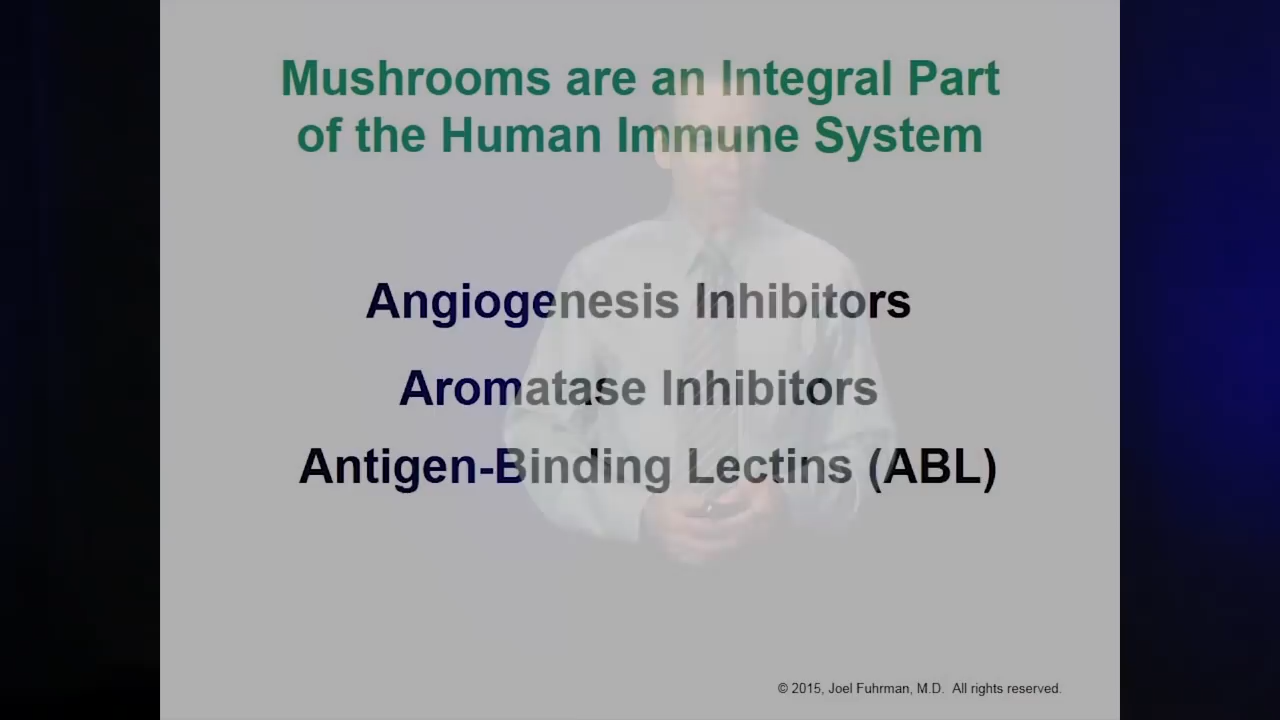 Mushrooms are an Integral Part
of the Human Immune System
Angiogenesis Inhibitors
Aromatase Inhibitors
Antigen-Binding Lectins (ABL)
© 2015, Joel Fuhrman, M.D. All rights reserved.